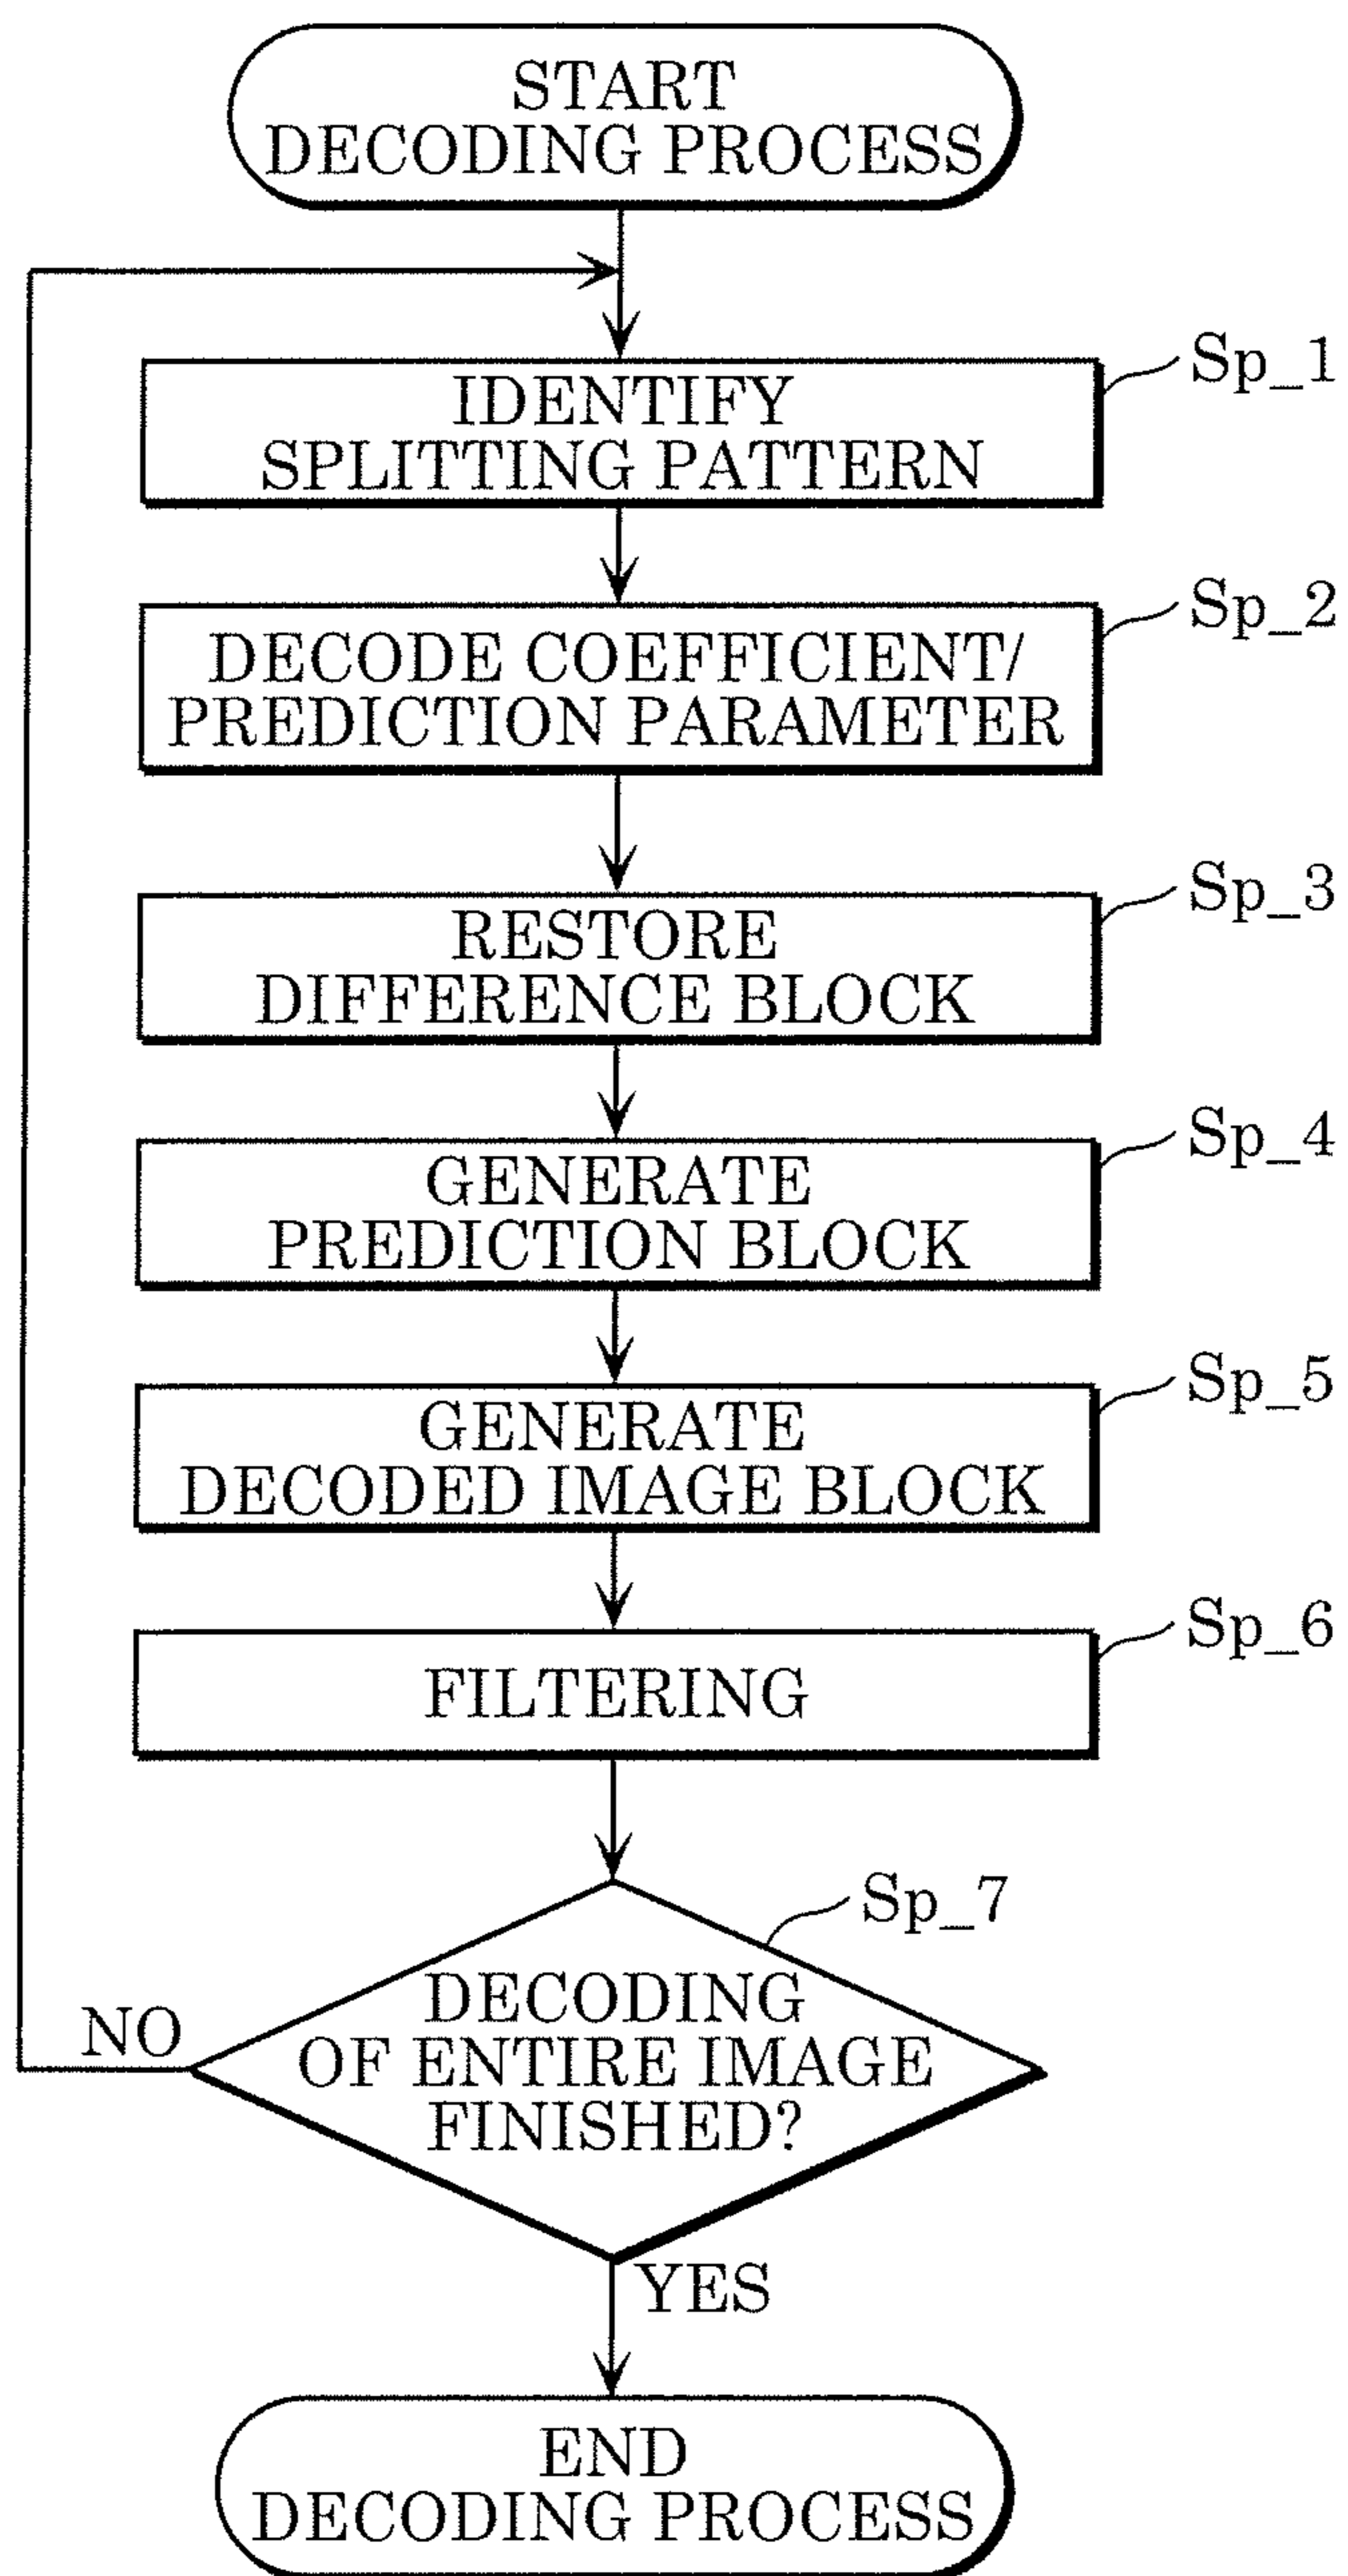 START
DECODING PROCESS
Sp_1
IDENTIFY
SPLITTING PATTERN
Sp_2
DECODE COEFFICIENT/
PREDICTION PARAMETER
Sp_3
RESTORE
DIFFERENCE BLOCK
Sp_4
GENERATE
PREDICTION BLOCK
Sp_5
GENERATE
DECODED IMAGE BLOCK
Sp_6
FILTERING
Sp_7
DECODING
OF ENTIRE IMAGE
FINISHED?
NO
YES
END
DECODING PROCESS